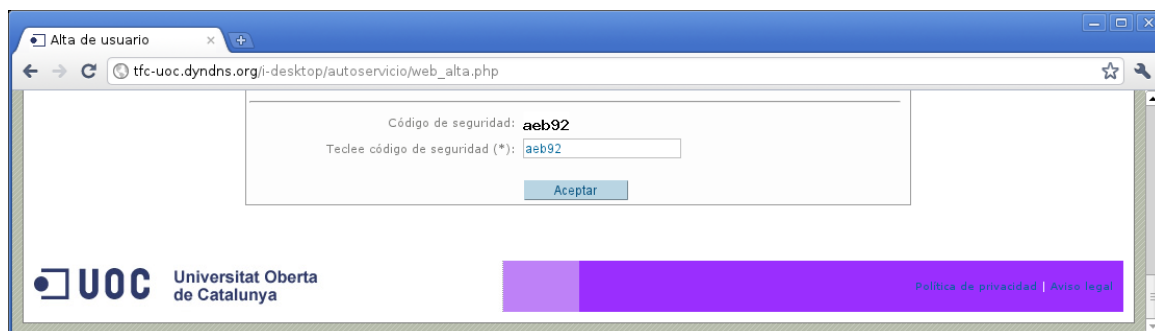 Alta de usuario
tfc-uoc.dyndns.org/i-desktop/autoservicio/web_alta.php
Código de seguridad: aeb92
Teclee código de seguridad (*): aeb92
Aceptar
UOC Universitat Oberta
de Catalunya
Política de privacidad | Aviso legal